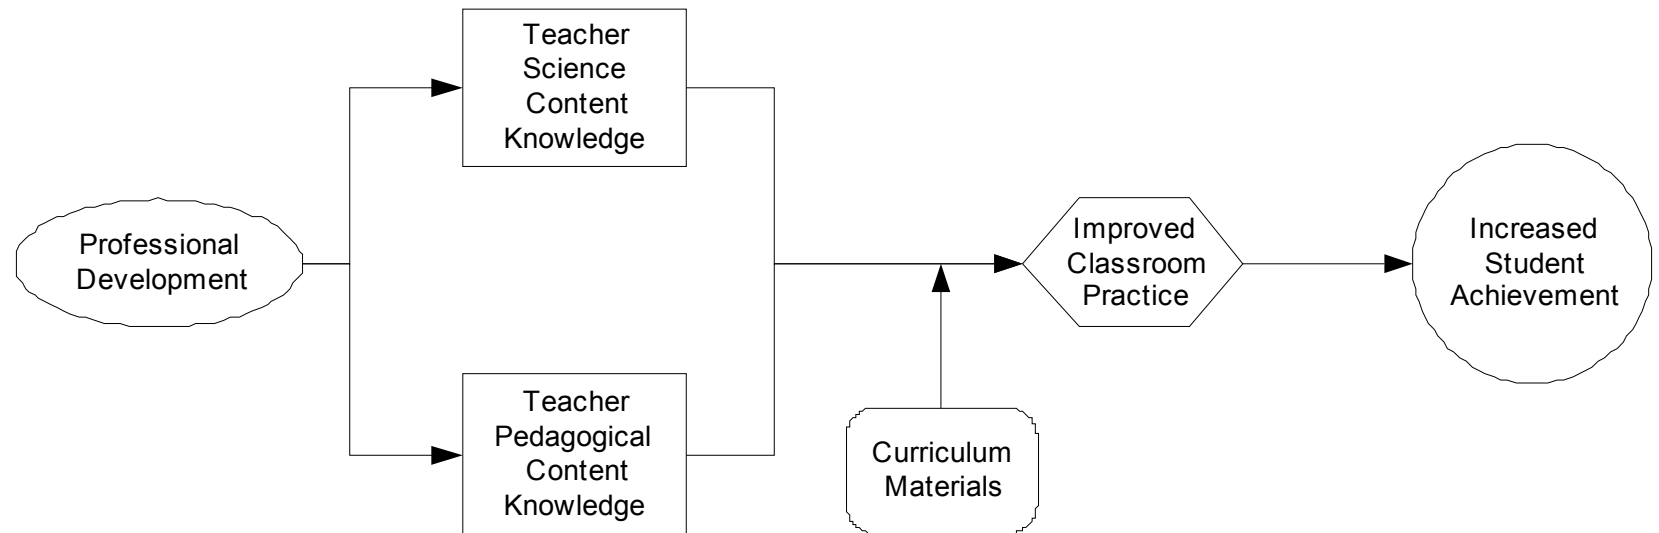 Teacher
Science
Content
Knowledge
Professional
Development
Improved
Classroom
Practice
Increased
Student
Achievement
Teacher
Pedagogical
Content
Knowledge
Curriculum
Materials